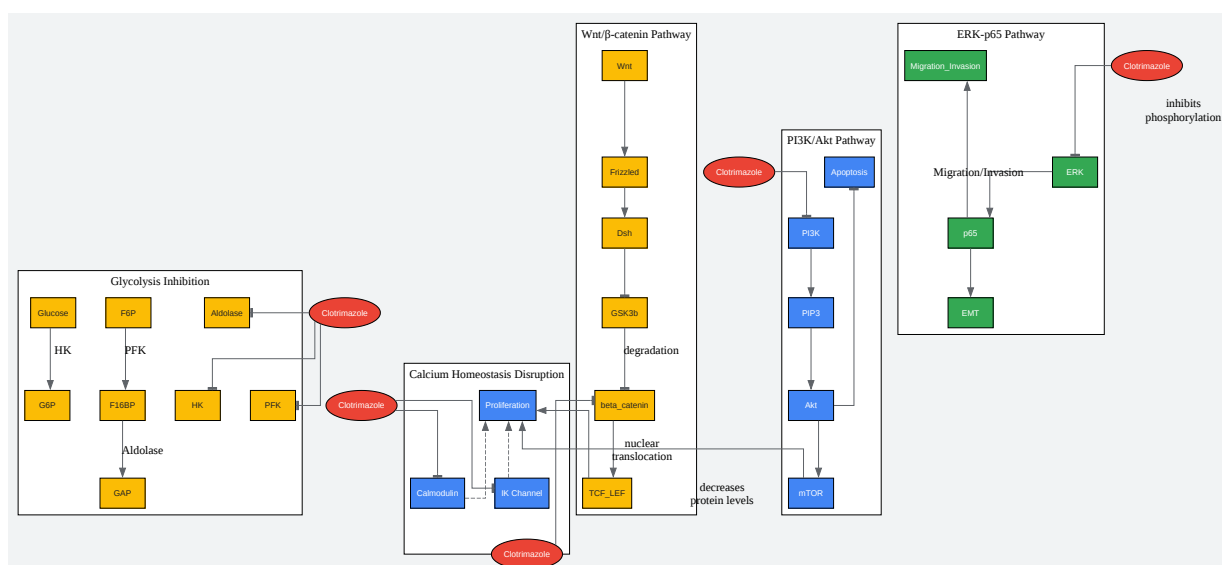 Wnt/β-catenin Pathway
ERK-p65 Pathway
Wnt
Migration_Invasion
Clotrimazole
inhibits
phosphorylation
PI3K/Akt Pathway
Frizzled
Clotrimazole
Apoptosis
Migration/Invasion
ERK
Dsh
PI3K
p65
Glycolysis Inhibition
Glucose
F6P
Aldolase
Clotrimazole
GSK3b
PIP3
EMT
HK
PFK
degradation
Calcium Homeostasis Disruption
G6P
F16BP
HK
PFK
Clotrimazole
Proliferation
beta_catenin
Akt
Aldolase
nuclear
translocation
GAP
Calmodulin
IK Channel
TCF_LEF
decreases
protein levels
mTOR
Clotrimazole